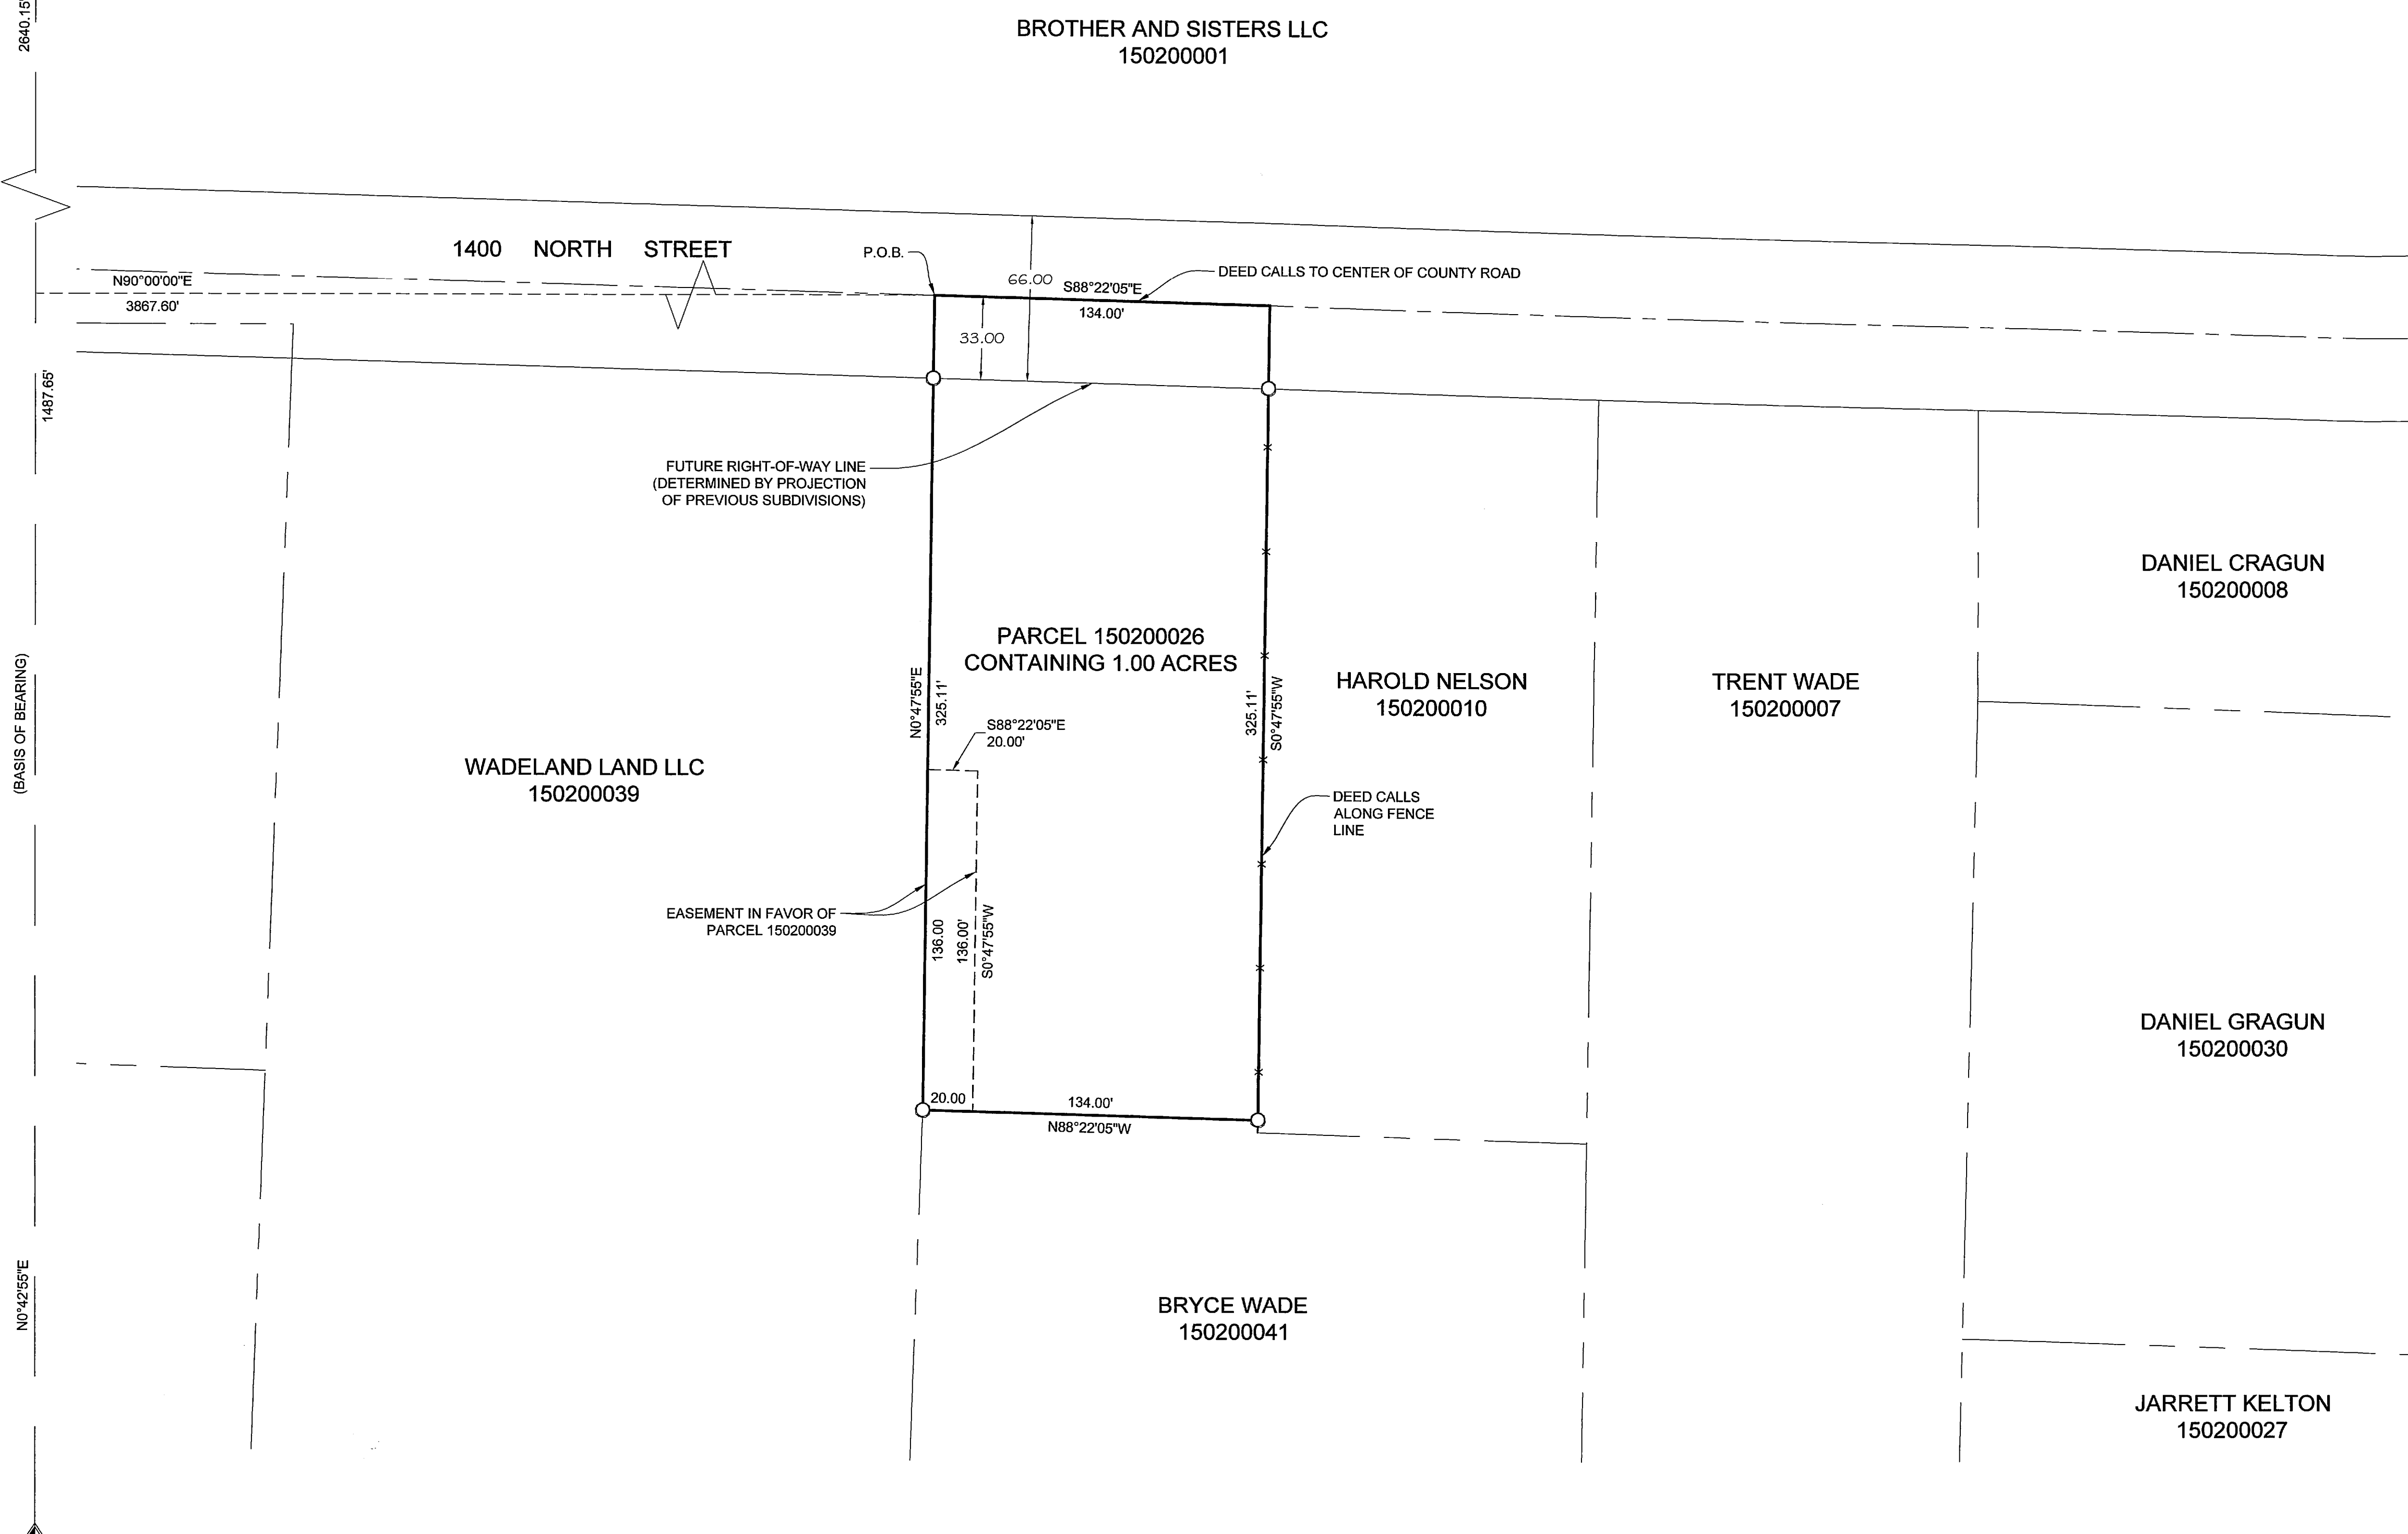 2640.15'
BROTHER AND SISTERS LLC
150200001
1400 NORTH STREET
P.O.B.
N90°00'00"E
3867.60'
66.00
S88°22'05"E
134.00'
DEED CALLS TO CENTER OF COUNTY ROAD
33.00
1487.65'
FUTURE RIGHT-OF-WAY LINE
(DETERMINED BY PROJECTION
OF PREVIOUS SUBDIVISIONS)
DANIEL CRAGUN
150200008
PARCEL 150200026
CONTAINING 1.00 ACRES
(BASIS OF BEARING)
N0°47'55"E
325.11'
325.11'
S0°47'55"W
HAROLD NELSON
150200010
TRENT WADE
150200007
S88°22'05"E
20.00'
WADELAND LAND LLC
150200039
DEED CALLS
ALONG FENCE
LINE
EASEMENT IN FAVOR OF
PARCEL 150200039
136.00
136.00'
S0°47'55"W
DANIEL GRAGUN
150200030
20.00
134.00'
N88°22'05"W
N0°42'55"E
BRYCE WADE
150200041
JARRETT KELTON
150200027